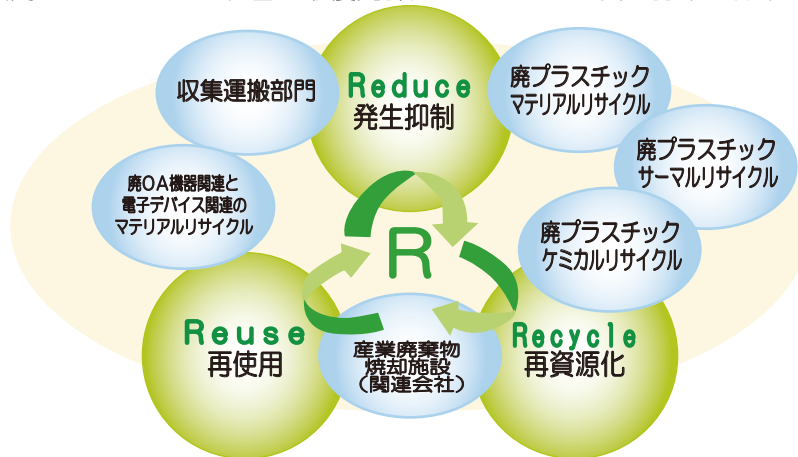 収集運搬部門
Reduce
発生抑制
廃プラスチック
マテリアルリサイクル
廃プラスチック
サーマルリサイクル
廃OA機器関連と
電子デバイス関連の
マテリアルリサイクル
R
廃プラスチック
ケミカルリサイクル
Reuse
再使用
産業廃棄物
焼却施設
（関連会社）
Recycle
再資源化